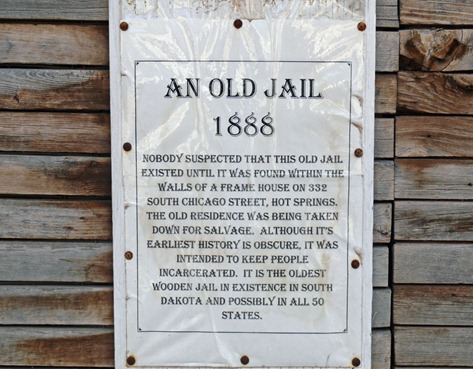 AN OLD JAIL
1888
NOBODY SUSPECTED THAT THIS OLD JAIL
EXISTED UNTIL IT WAS FOUND WITHIN THE
WALLS OF A FRAME HOUSE ON 332
SOUTH CHICAGO STREET, HOT SPRINGS.
THE OLD RESIDENCE WAS BEING TAKEN
DOWN FOR SALVAGE. ALTHOUGH IT'S
EARLIEST HISTORY IS OBSCURE, IT WAS
INTENDED TO KEEP PEOPLE
INCARCERATED. IT IS THE OLDEST
WOODEN JAIL IN EXISTENCE IN SOUTH
DAKOTA AND POSSIBLY IN ALL 50
STATES.